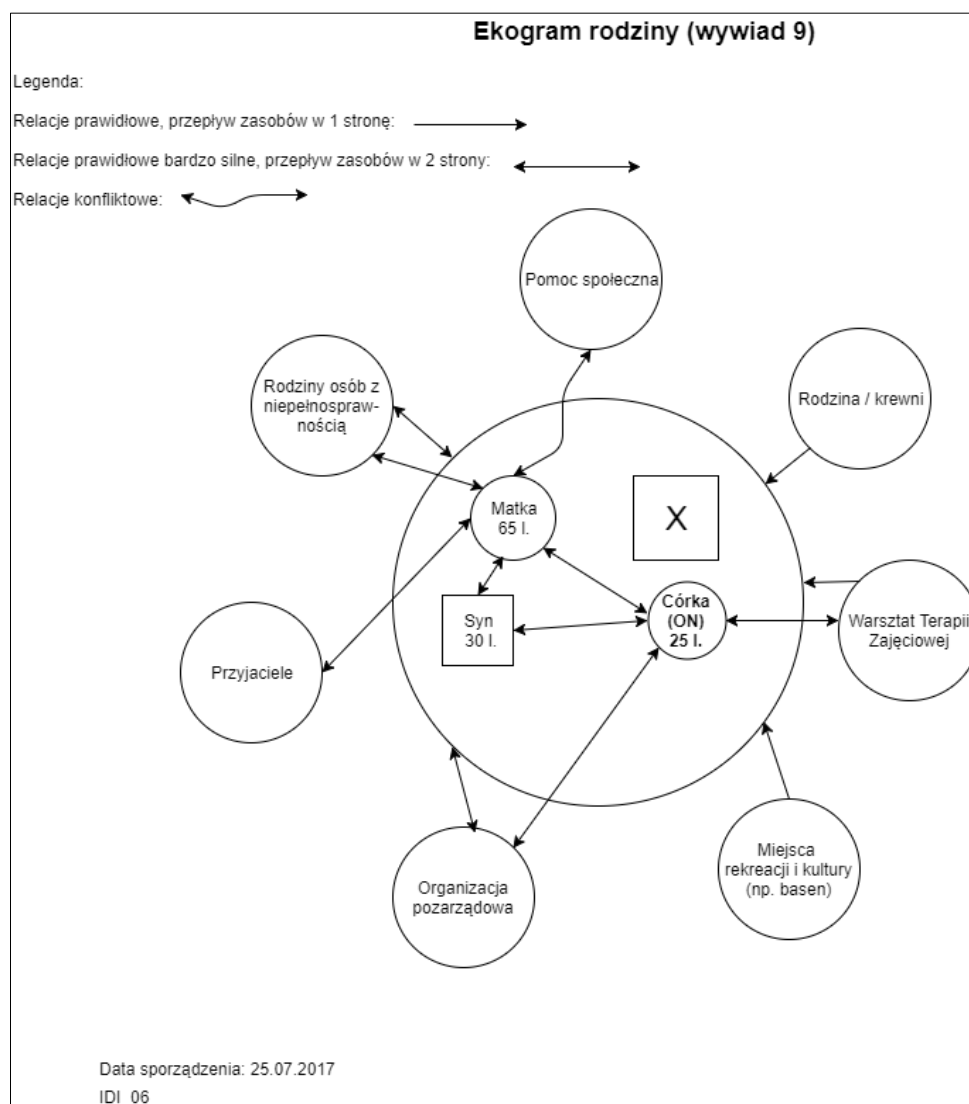 Ekogram rodziny (wywiad 9)
Legenda:
Relacje prawidłowe, przepływ zasobów w 1 stronę:
Relacje prawidłowe bardzo silne, przepływ zasobów w 2 strony:
Relacje konfliktowe:
Pomoc społeczna
Rodziny osób z
niepełnospraw-
nością
Rodzina / krewni
Matka
65 l.
X
Syn
30 l.
Córka
(ON)
25 l.
Warsztat Terapii
Zajęciowej
Przyjaciele
Organizacja
pozarządowa
Miejsca
rekreacji i kultury
(np. basen)
Data sporządzenia: 25.07.2017
IDI_06